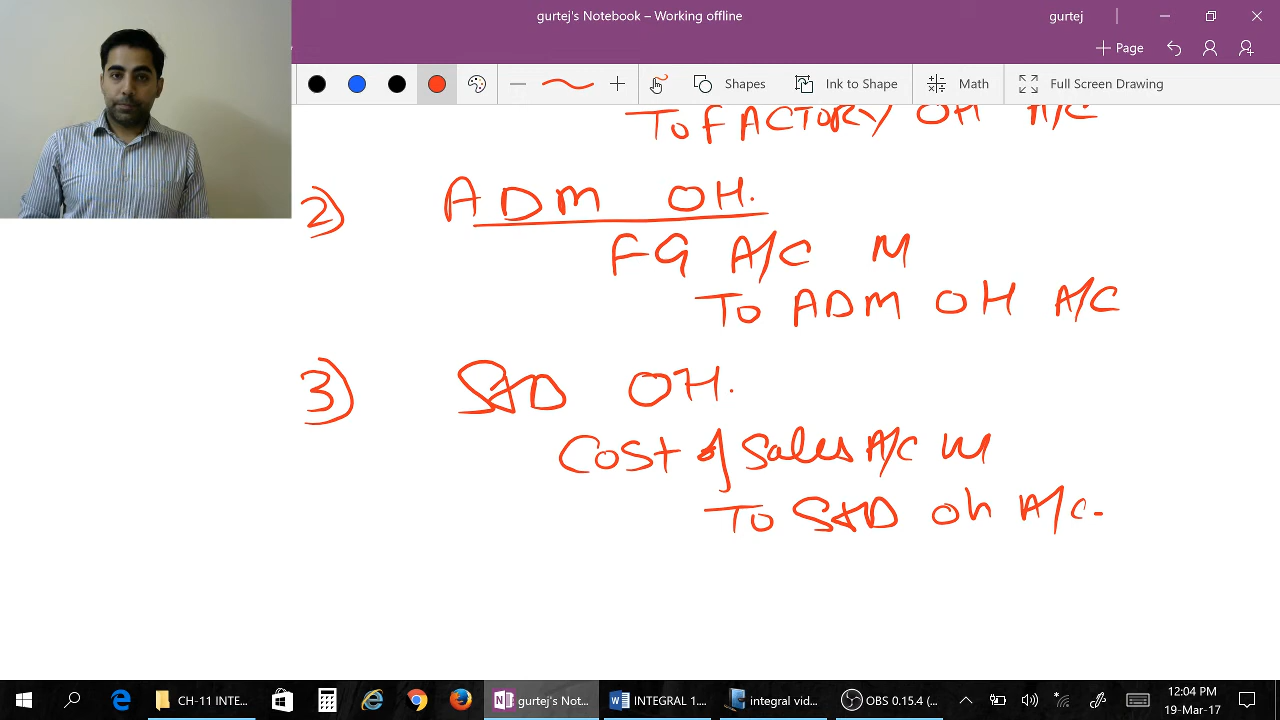 gurtej's Notebook – Working offline
gurtej
Page
Shapes
Ink to Shape
Math
Full Screen Drawing
To FACTORY OH A/C
2) ADM OH.
FG A/C
To ADM OH A/C
3) S&D OH.
Cost of Sales A/C
To S&D oh A/C-
CH-11 INTE...
gurtej's Not...
INTEGRAL 1....
integral vid...
OBS 0.15.4 (...
12:04 PM
19-Mar-17